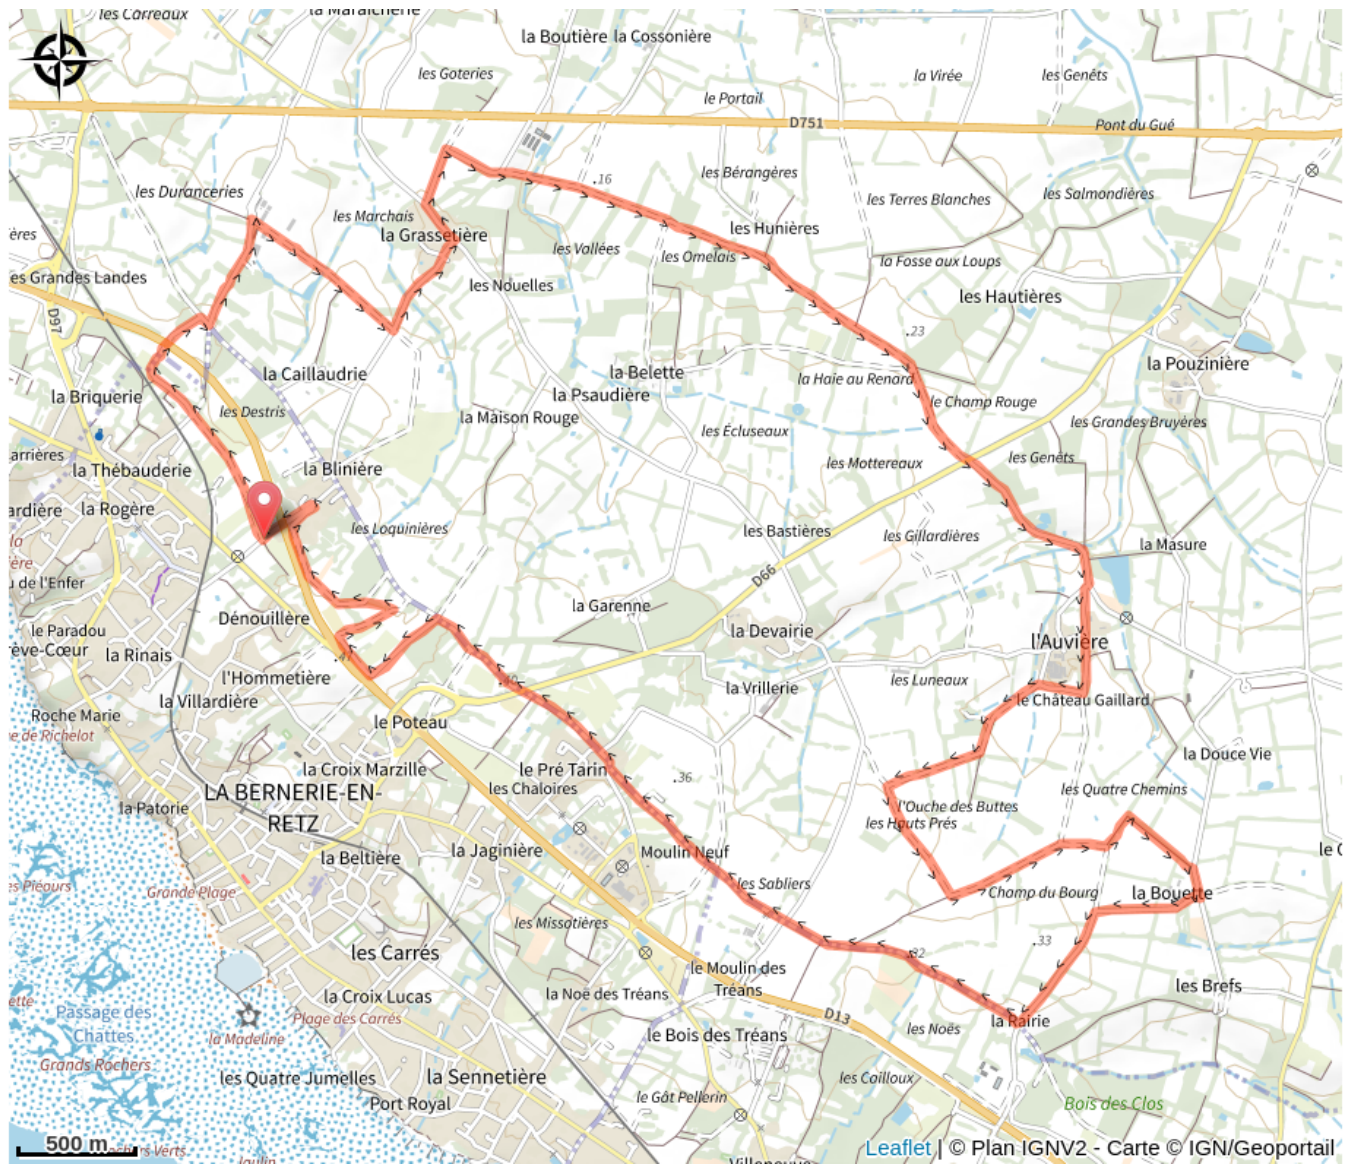 les Carreaux
la Maraîcherie
la Boutière
la Cossonière
les Goteries
la Virée
les Genêts
le Portail
D751
Pont du Gué
les Bérangères
.16
les Duranceries
les Terres Blanches
les Salmondières
les Marchais
la Grassetière
les Hunières
les Vallées
les Omelais
la Fosse aux Loups
es Grandes Landes
les Nouelles
les Hautières
D97
.23
la Pouzinière
la Caillaudrie
la Belette
la Haie au Renard
la Briquerie
la Psaudière
le Champ Rouge
les Destris
la Maison Rouge
les Écluseaux
les Grandes Bruyères
arrières
la Thébauderie
la Blinière
les Mottereaux
les Genêts
ardière
la Rogère
les Loquinières
les Bastières
les Gillardières
la Masure
la
ière
u de l'Enfer
D66
la Garenne
Dénouillère
le Paradou
rève-Cœur
la Devairie
l'Auvière
la Rinais
.41
l'Hommetière
.40
la Vrillerie
les Luneaux
la Villardière
le Château Gaillard
Roche Marie
e de Richelot
le Poteau
la Douce Vie
la Croix Marzille
le Pré Tarin
.36
les Chaloires
les Quatre Chemins
LA BERNERIE-EN-
RETZ
la Patorie
l'Ouche des Buttes
les Hauts Prés
la Beltière
la Jaginière
Moulin Neuf
es Piéours
Grande Plage
les Sabliers
Champ du Bourg
la Bouette
les Missotières
les Carrés
.32
.33
le Moulin des
Tréans
les Brefs
la Croix Lucas
la Noë des Tréans
Passage des
Chattes
Plage des Carrés
D13
la Rairie
la Madeline
le Bois des Tréans
les Noës
Grands Rochers
les Quatre Jumelles
la Sennetière
les Cailloux
Port Royal
le Gât Pellerin
Bois des Clos
500 m
chers Verts
Leaflet | © Plan IGNV2 - Carte © IGN/Geoportail